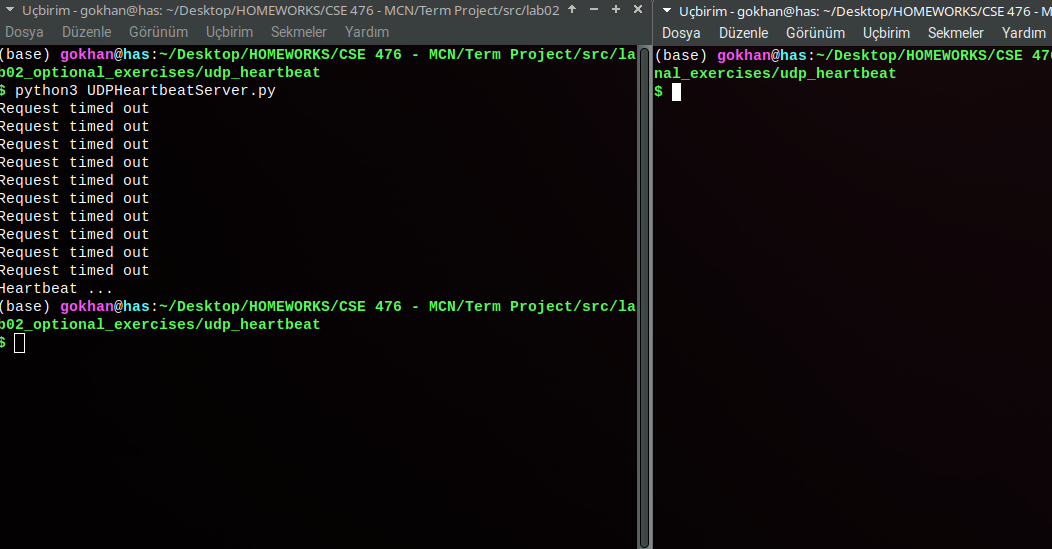 Uçbirim - gokhan@has: ~/Desktop/HOMEWORKS/CSE 476 - MCN/Term Project/src/lab02
Dosya Düzenle Görünüm Uçbirim Sekmeler Yardım
(base) gokhan@has:~/Desktop/HOMEWORKS/CSE 476 - MCN/Term Project/src/la
b02_optional_exercises/udp_heartbeat
$ python3 UDPHeartbeatServer.py
Request timed out
Request timed out
Request timed out
Request timed out
Request timed out
Request timed out
Request timed out
Request timed out
Request timed out
Request timed out
Heartbeat ...
(base) gokhan@has:~/Desktop/HOMEWORKS/CSE 476 - MCN/Term Project/src/la
b02_optional_exercises/udp_heartbeat
$
Uçbirim - gokhan@has: ~/Desktop/HOMEWORKS/CSE 476 - M
Dosya Düzenle Görünüm Uçbirim Sekmeler Yardım
(base) gokhan@has:~/Desktop/HOMEWORKS/CSE 47
nal_exercises/udp_heartbeat
$